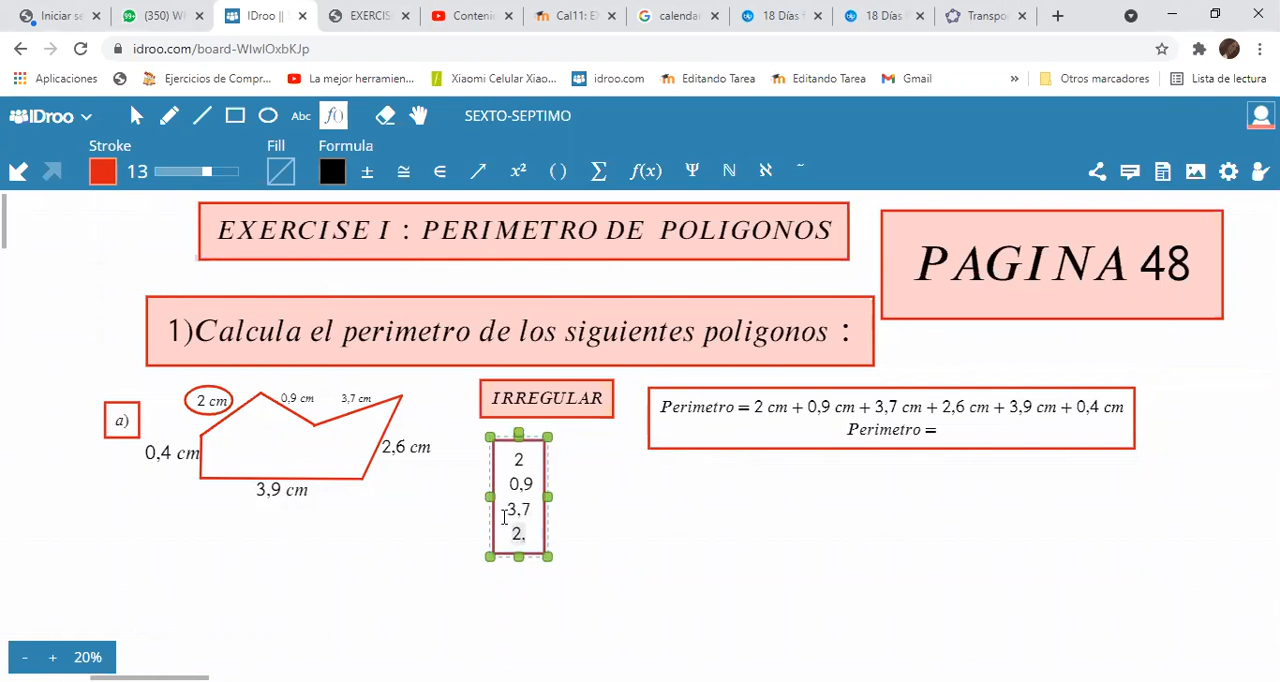 Iniciar se
(350) W
IDroo ||
EXERCIS
Conteni
Cal11: E
calenda
18 Días
18 Días
Transpo
idroo.com/board-WIwIOxbKJp
Aplicaciones
Ejercicios de Compr...
La mejor herramien...
Xiaomi Celular Xiao...
idroo.com
Editando Tarea
Editando Tarea
Gmail
»
Otros marcadores
Lista de lectura
IDroo
Abc
f()
SEXTO-SEPTIMO
Stroke
Fill
Formula
13
± ≅ ∈ x² ( ) ∑ f(x) Ψ ℕ ℵ
EXERCISE I : PERIMETRO DE POLIGONOS
PAGINA 48
1)Calcula el perimetro de los siguientes poligonos :
a)
2 cm
0,9 cm
3,7 cm
0,4 cm
2,6 cm
3,9 cm
IRREGULAR
2
0,9
3,7
2,
Perimetro = 2 cm + 0,9 cm + 3,7 cm + 2,6 cm + 3,9 cm + 0,4 cm
Perimetro =
- + 20%